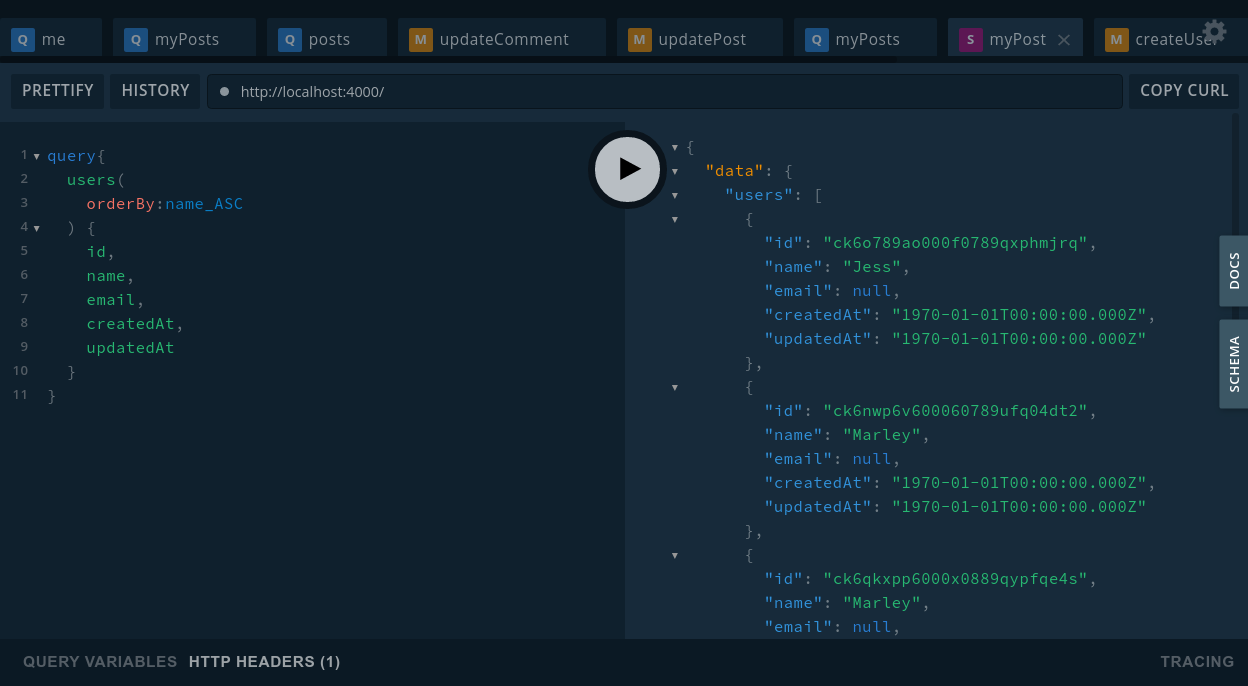 Q me
Q myPosts
Q posts
M updateComment
M updatePost
Q myPosts
S myPost
M createUser
PRETTIFY
HISTORY
http://localhost:4000/
COPY CURL
1 query{
2 users(
3 orderBy:name_ASC
4 ) {
5 id,
6 name,
7 email,
8 createdAt,
9 updatedAt
10 }
11 }
{
"data": {
"users": [
{
"id": "ck6o789ao000f0789qxphmjrq",
"name": "Jess",
"email": null,
"createdAt": "1970-01-01T00:00:00.000Z",
"updatedAt": "1970-01-01T00:00:00.000Z"
},
{
"id": "ck6nwp6v600060789ufq04dt2",
"name": "Marley",
"email": null,
"createdAt": "1970-01-01T00:00:00.000Z",
"updatedAt": "1970-01-01T00:00:00.000Z"
},
{
"id": "ck6qkxpp6000x0889qypfqe4s",
"name": "Marley",
"email": null,
DOCS
SCHEMA
QUERY VARIABLES
HTTP HEADERS (1)
TRACING